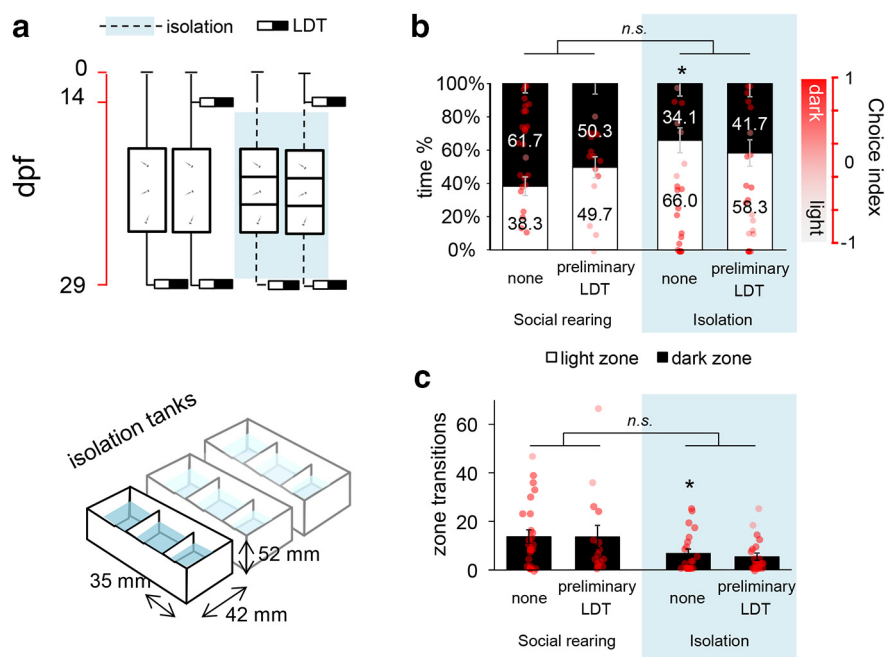 a
isolation
LDT
0
14
dpf
29
isolation tanks
52 mm
35 mm
42 mm
b
n.s.
*
100%
80%
60%
40%
20%
0%
time %
61.7
50.3
34.1
41.7
38.3
49.7
66.0
58.3
none
preliminary
LDT
none
preliminary
LDT
Social rearing
Isolation
1
0
-1
dark
light
Choice index
light zone
dark zone
c
n.s.
*
60
40
20
0
zone transitions
none
preliminary
LDT
none
preliminary
LDT
Social rearing
Isolation